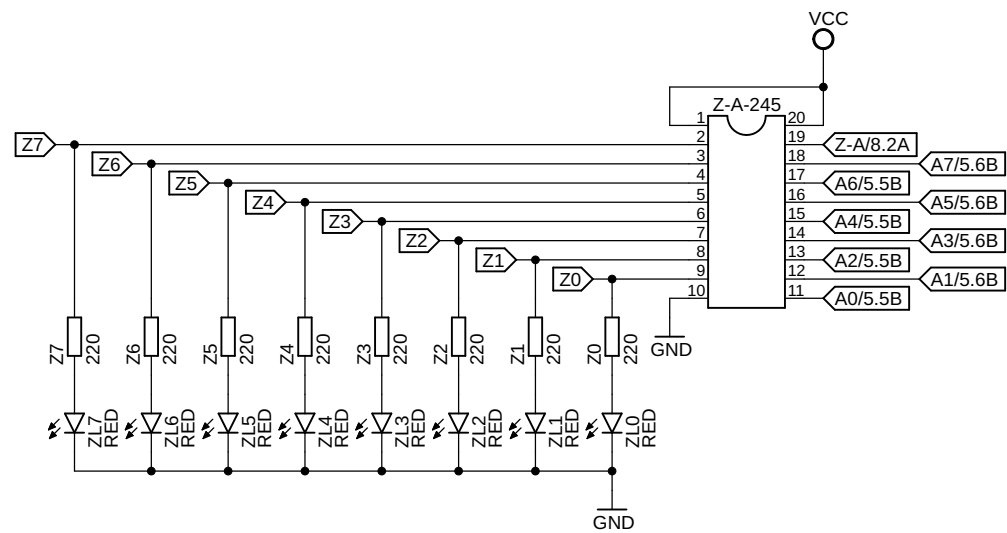 VCC
Z-A-245
1
20
Z7
2
19
Z-A/8.2A
Z6
3
18
A7/5.6B
Z5
4
17
A6/5.5B
Z4
5
16
A5/5.6B
Z3
6
15
A4/5.5B
Z2
7
14
A3/5.6B
Z1
8
13
A2/5.5B
Z0
9
12
A1/5.6B
10
11
A0/5.5B
GND
Z7
220
Z6
220
Z5
220
Z4
220
Z3
220
Z2
220
Z1
220
Z0
220
ZL7
RED
ZL6
RED
ZL5
RED
ZL4
RED
ZL3
RED
ZL2
RED
ZL1
RED
ZL0
RED
GND